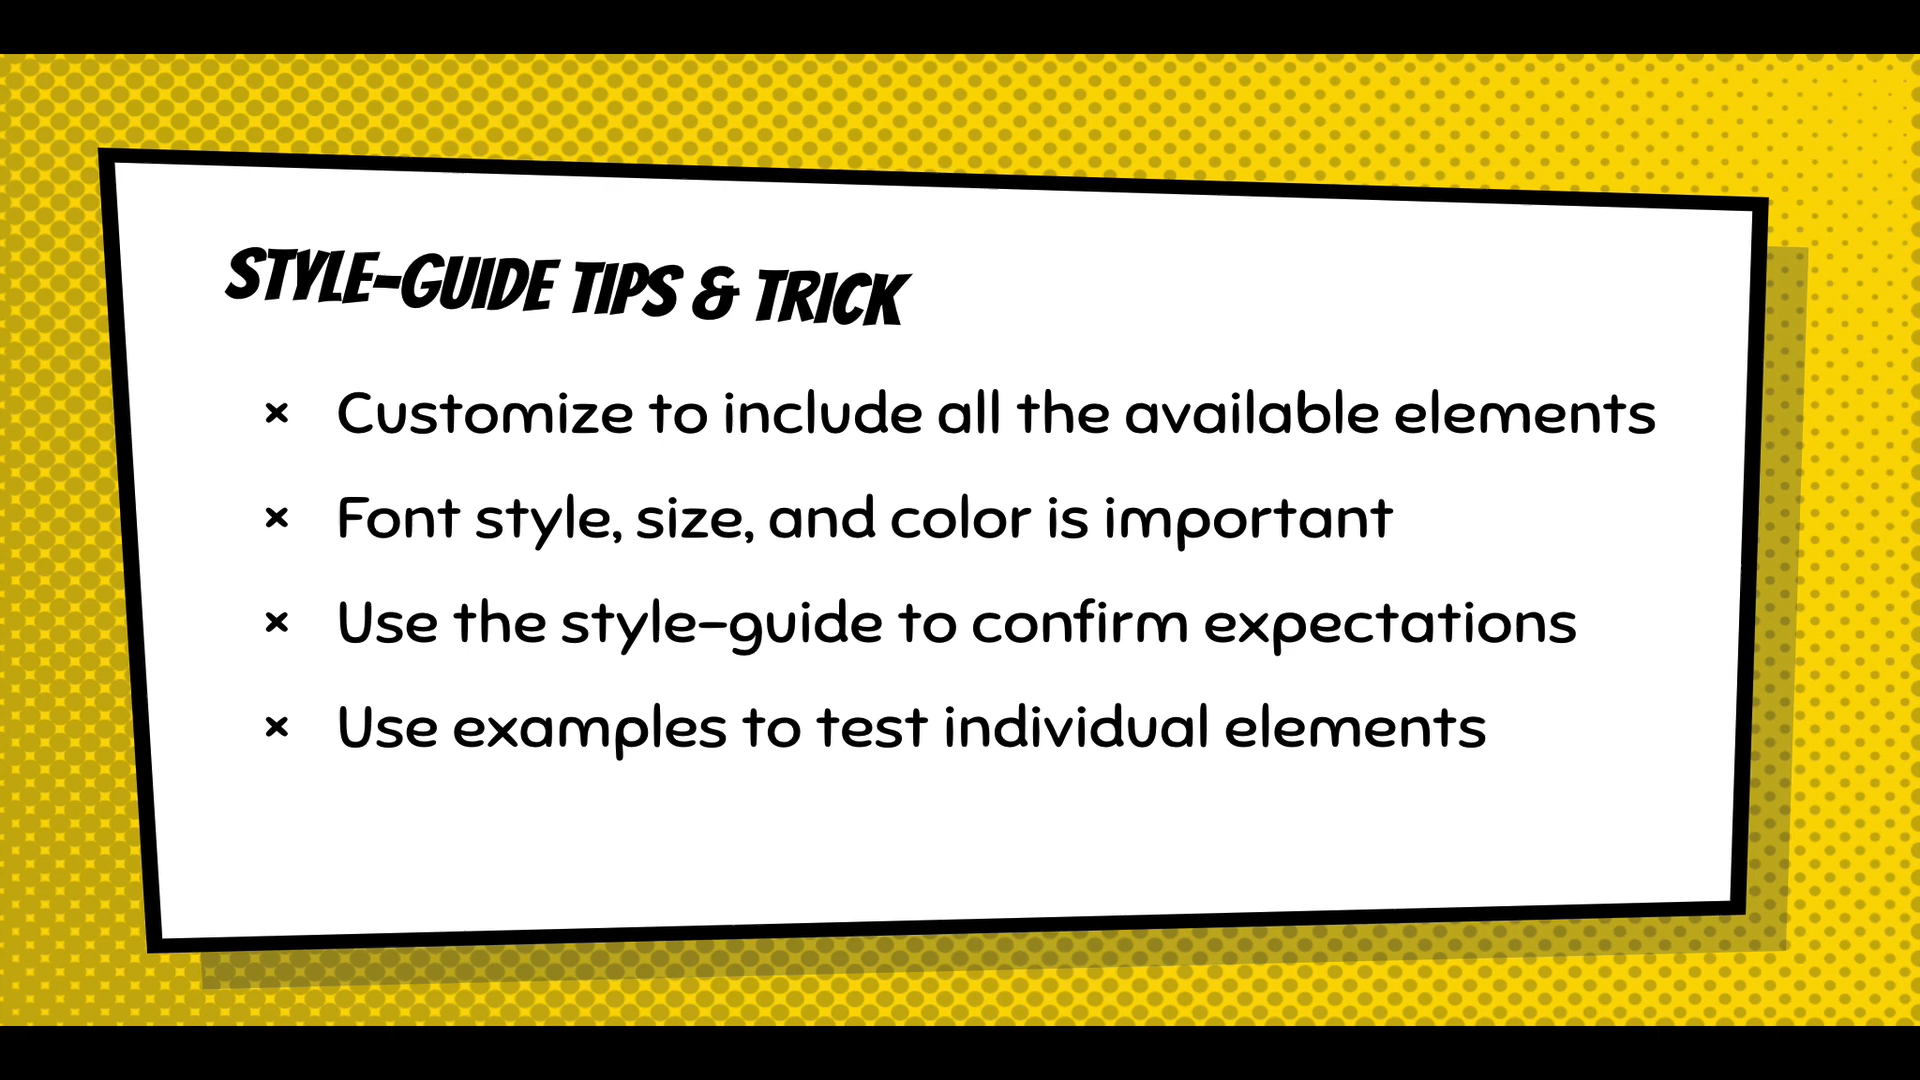 STYLE-GUIDE TIPS & TRICK
× Customize to include all the available elements
× Font style, size, and color is important
× Use the style-guide to confirm expectations
× Use examples to test individual elements